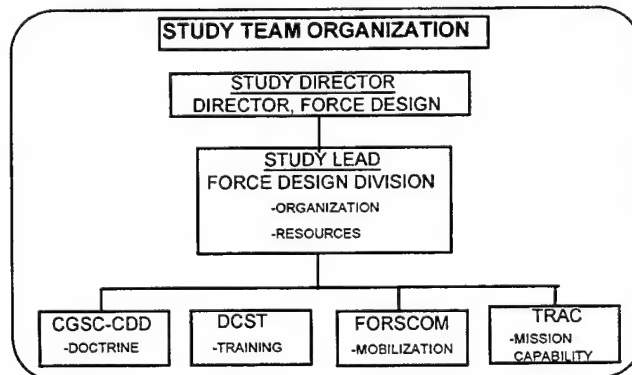 STUDY TEAM ORGANIZATION
STUDY DIRECTOR
DIRECTOR, FORCE DESIGN
STUDY LEAD
FORCE DESIGN DIVISION
-ORGANIZATION
-RESOURCES
CGSC-CDD
-DOCTRINE
DCST
-TRAINING
FORSCOM
-MOBILIZATION
TRAC
-MISSION
CAPABILITY